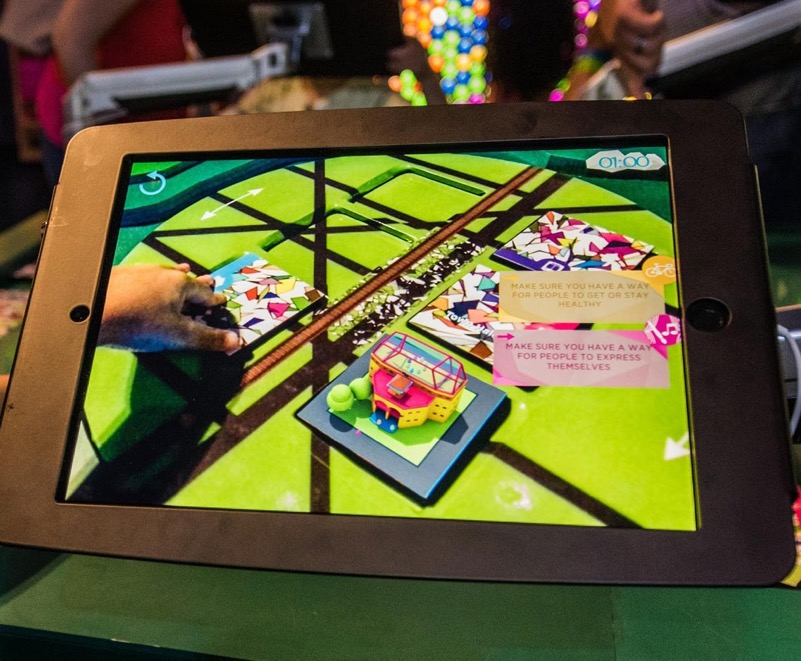 01:00
MAKE SURE YOU HAVE A WAY
FOR PEOPLE TO GET OR STAY
HEALTHY
MAKE SURE YOU HAVE A WAY
FOR PEOPLE TO EXPRESS
THEMSELVES